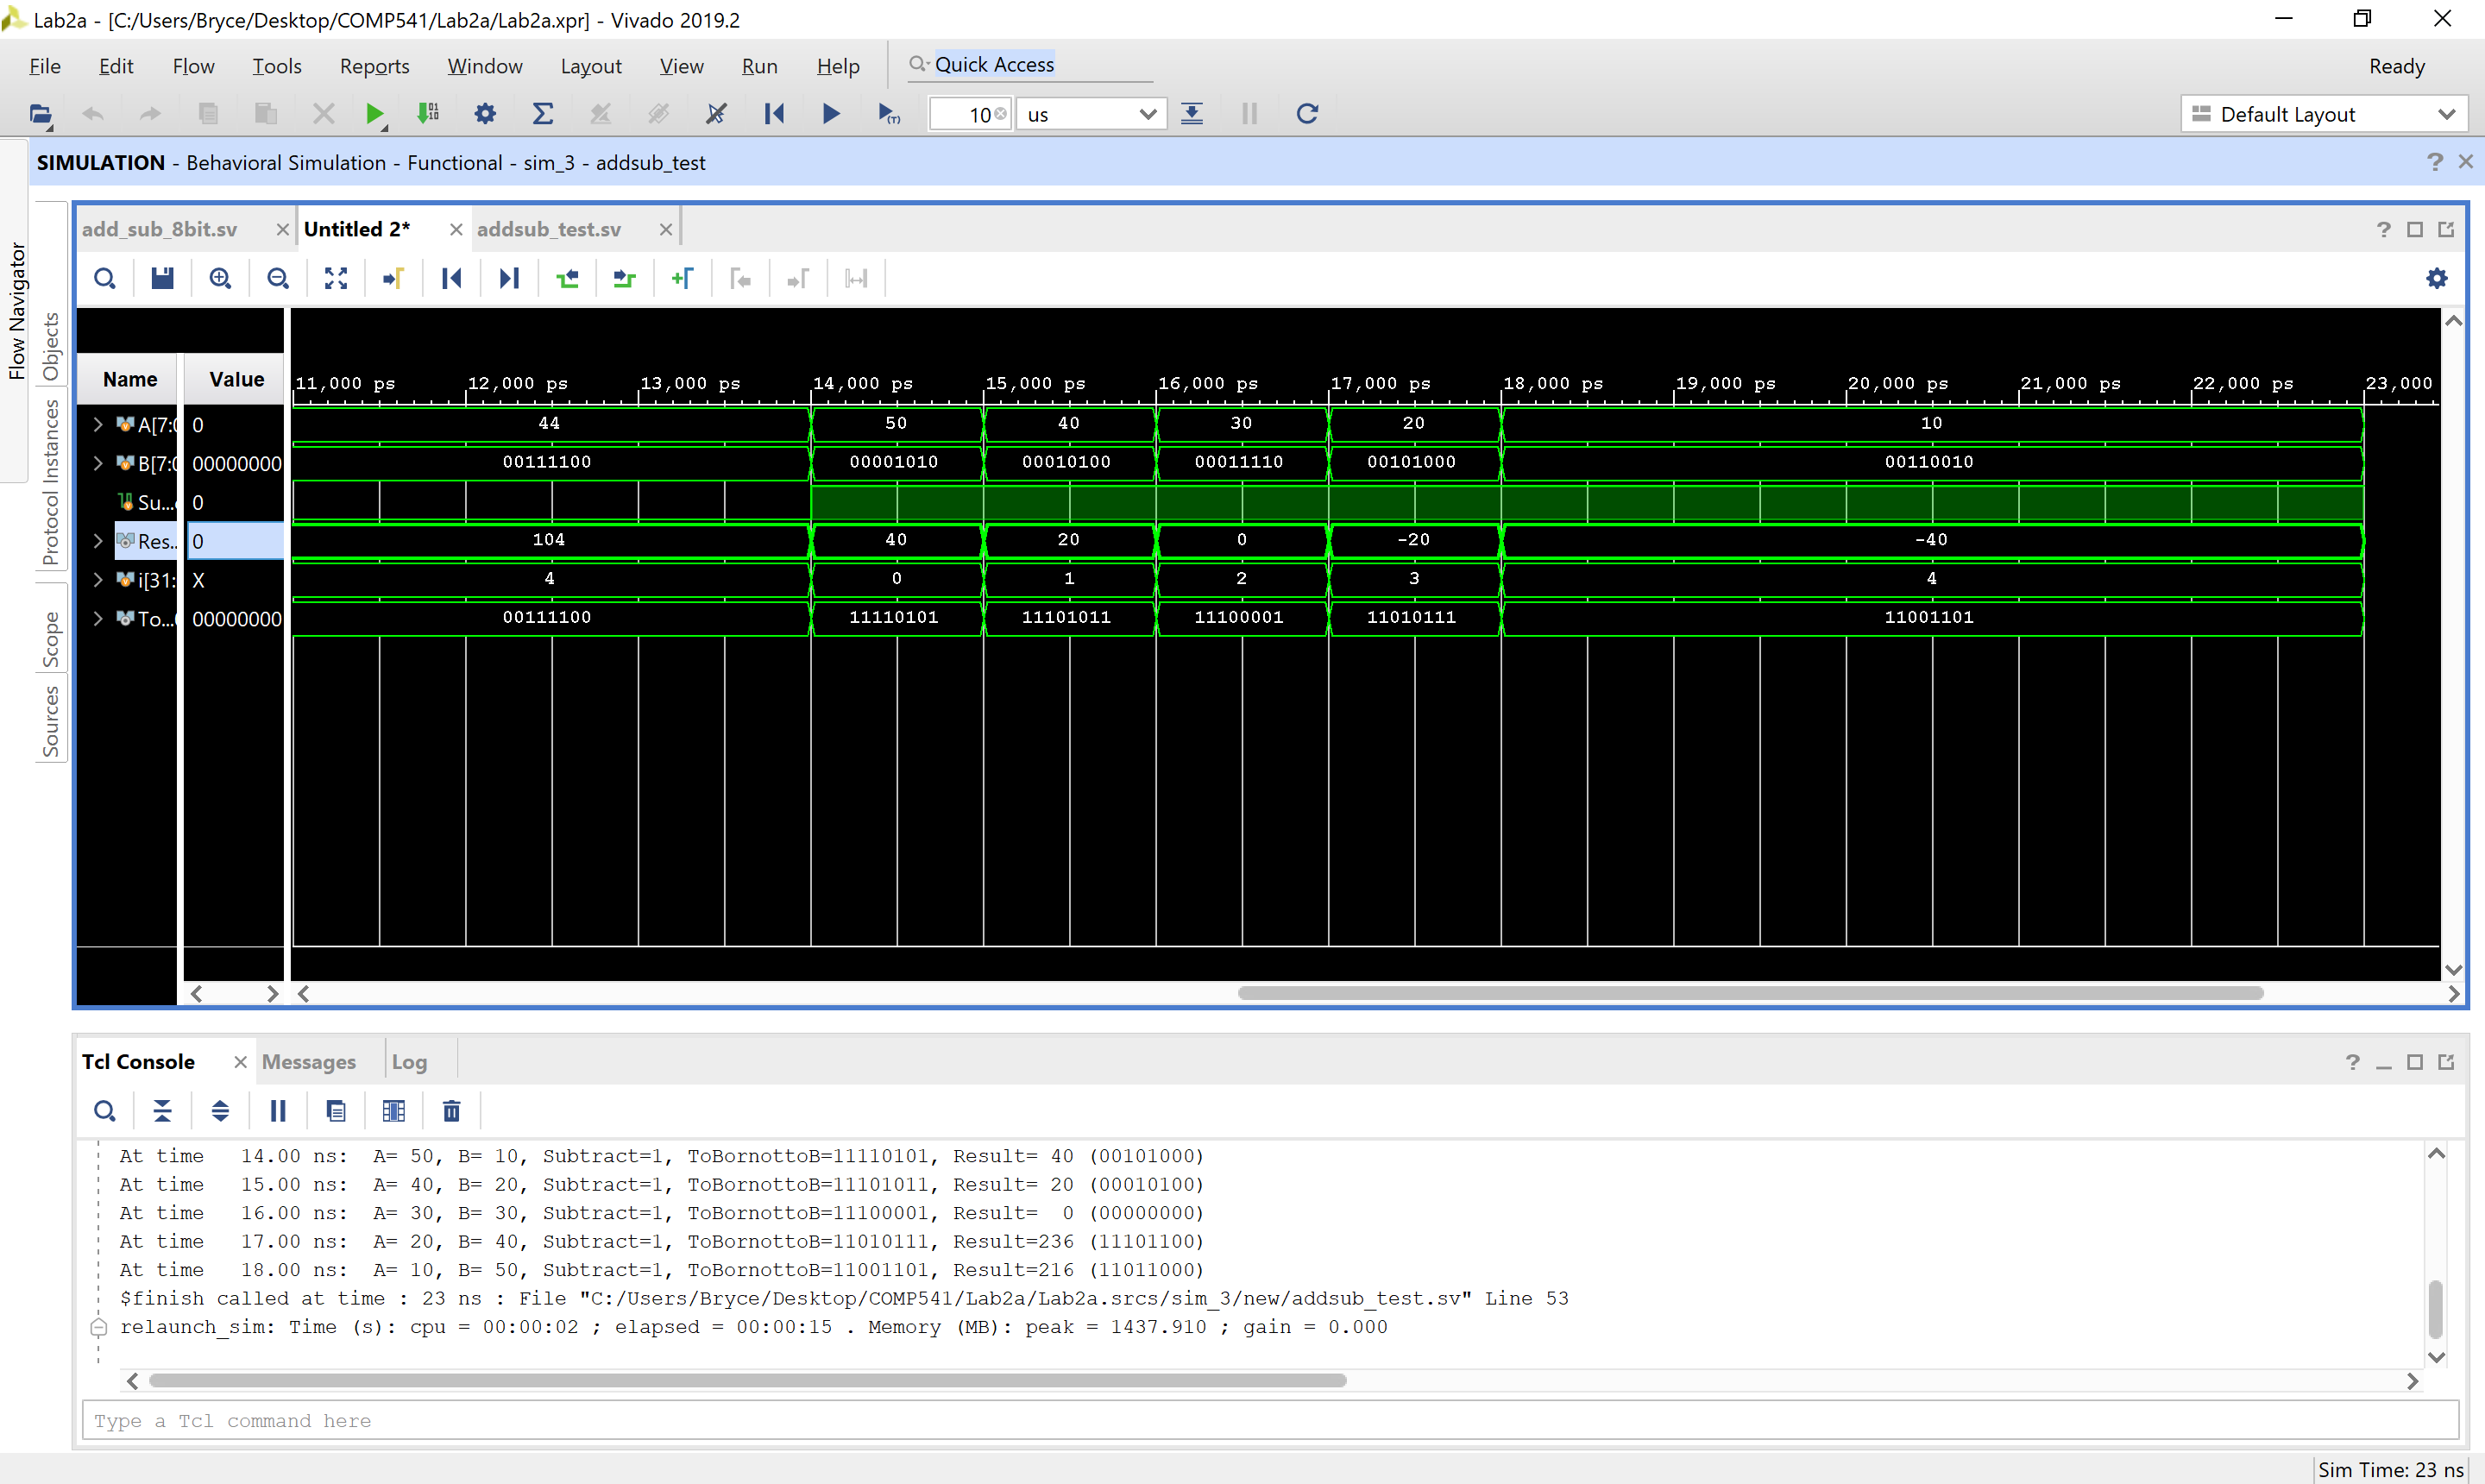 Lab2a - [C:/Users/Bryce/Desktop/COMP541/Lab2a/Lab2a.xpr] - Vivado 2019.2
File Edit Flow Tools Reports Window Layout View Run Help Quick Access Ready
10 us Default Layout
SIMULATION - Behavioral Simulation - Functional - sim_3 - addsub_test
Flow Navigator
Objects
Protocol Instances
Scope
Sources
add_sub_8bit.sv Untitled 2* addsub_test.sv
Name Value 11,000 ps 12,000 ps 13,000 ps 14,000 ps 15,000 ps 16,000 ps 17,000 ps 18,000 ps 19,000 ps 20,000 ps 21,000 ps 22,000 ps 23,000
A[7:0 0 44 50 40 30 20 10
B[7:0 00000000 00111100 00001010 00010100 00011110 00101000 00110010
Su... 0
Res.. 0 104 40 20 0 -20 -40
i[31: X 4 0 1 2 3 4
To... 00000000 00111100 11110101 11101011 11100001 11010111 11001101
Tcl Console Messages Log
At time 14.00 ns: A= 50, B= 10, Subtract=1, ToBornottoB=11110101, Result= 40 (00101000)
At time 15.00 ns: A= 40, B= 20, Subtract=1, ToBornottoB=11101011, Result= 20 (00010100)
At time 16.00 ns: A= 30, B= 30, Subtract=1, ToBornottoB=11100001, Result= 0 (00000000)
At time 17.00 ns: A= 20, B= 40, Subtract=1, ToBornottoB=11010111, Result=236 (11101100)
At time 18.00 ns: A= 10, B= 50, Subtract=1, ToBornottoB=11001101, Result=216 (11011000)
$finish called at time : 23 ns : File "C:/Users/Bryce/Desktop/COMP541/Lab2a/Lab2a.srcs/sim_3/new/addsub_test.sv" Line 53
relaunch_sim: Time (s): cpu = 00:00:02 ; elapsed = 00:00:15 . Memory (MB): peak = 1437.910 ; gain = 0.000
Type a Tcl command here
Sim Time: 23 ns